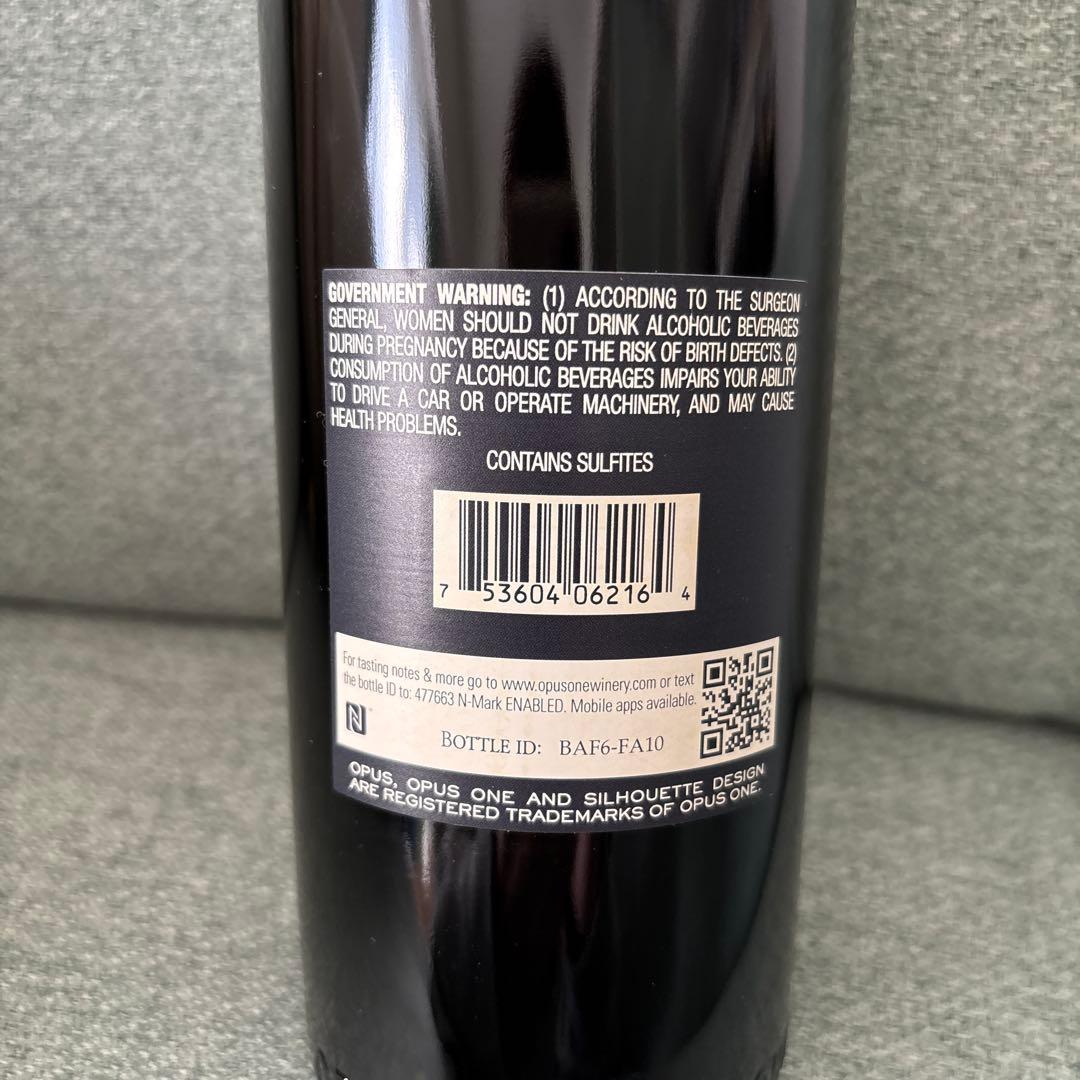 GOVERNMENT WARNING: (1) ACCORDING TO THE SURGEON
GENERAL, WOMEN SHOULD NOT DRINK ALCOHOLIC BEVERAGES
DURING PREGNANCY BECAUSE OF THE RISK OF BIRTH DEFECTS. (2)
CONSUMPTION OF ALCOHOLIC BEVERAGES IMPAIRS YOUR ABILITY
TO DRIVE A CAR OR OPERATE MACHINERY, AND MAY CAUSE
HEALTH PROBLEMS.
CONTAINS SULFITES
7 53604 06216 4
For tasting notes & more go to www.opusonewinery.com or text
the bottle ID to: 477663 N-Mark ENABLED. Mobile apps available.
N
BOTTLE ID: BAF6-FA10
OPUS, OPUS ONE AND SILHOUETTE DESIGN
ARE REGISTERED TRADEMARKS OF OPUS ONE.